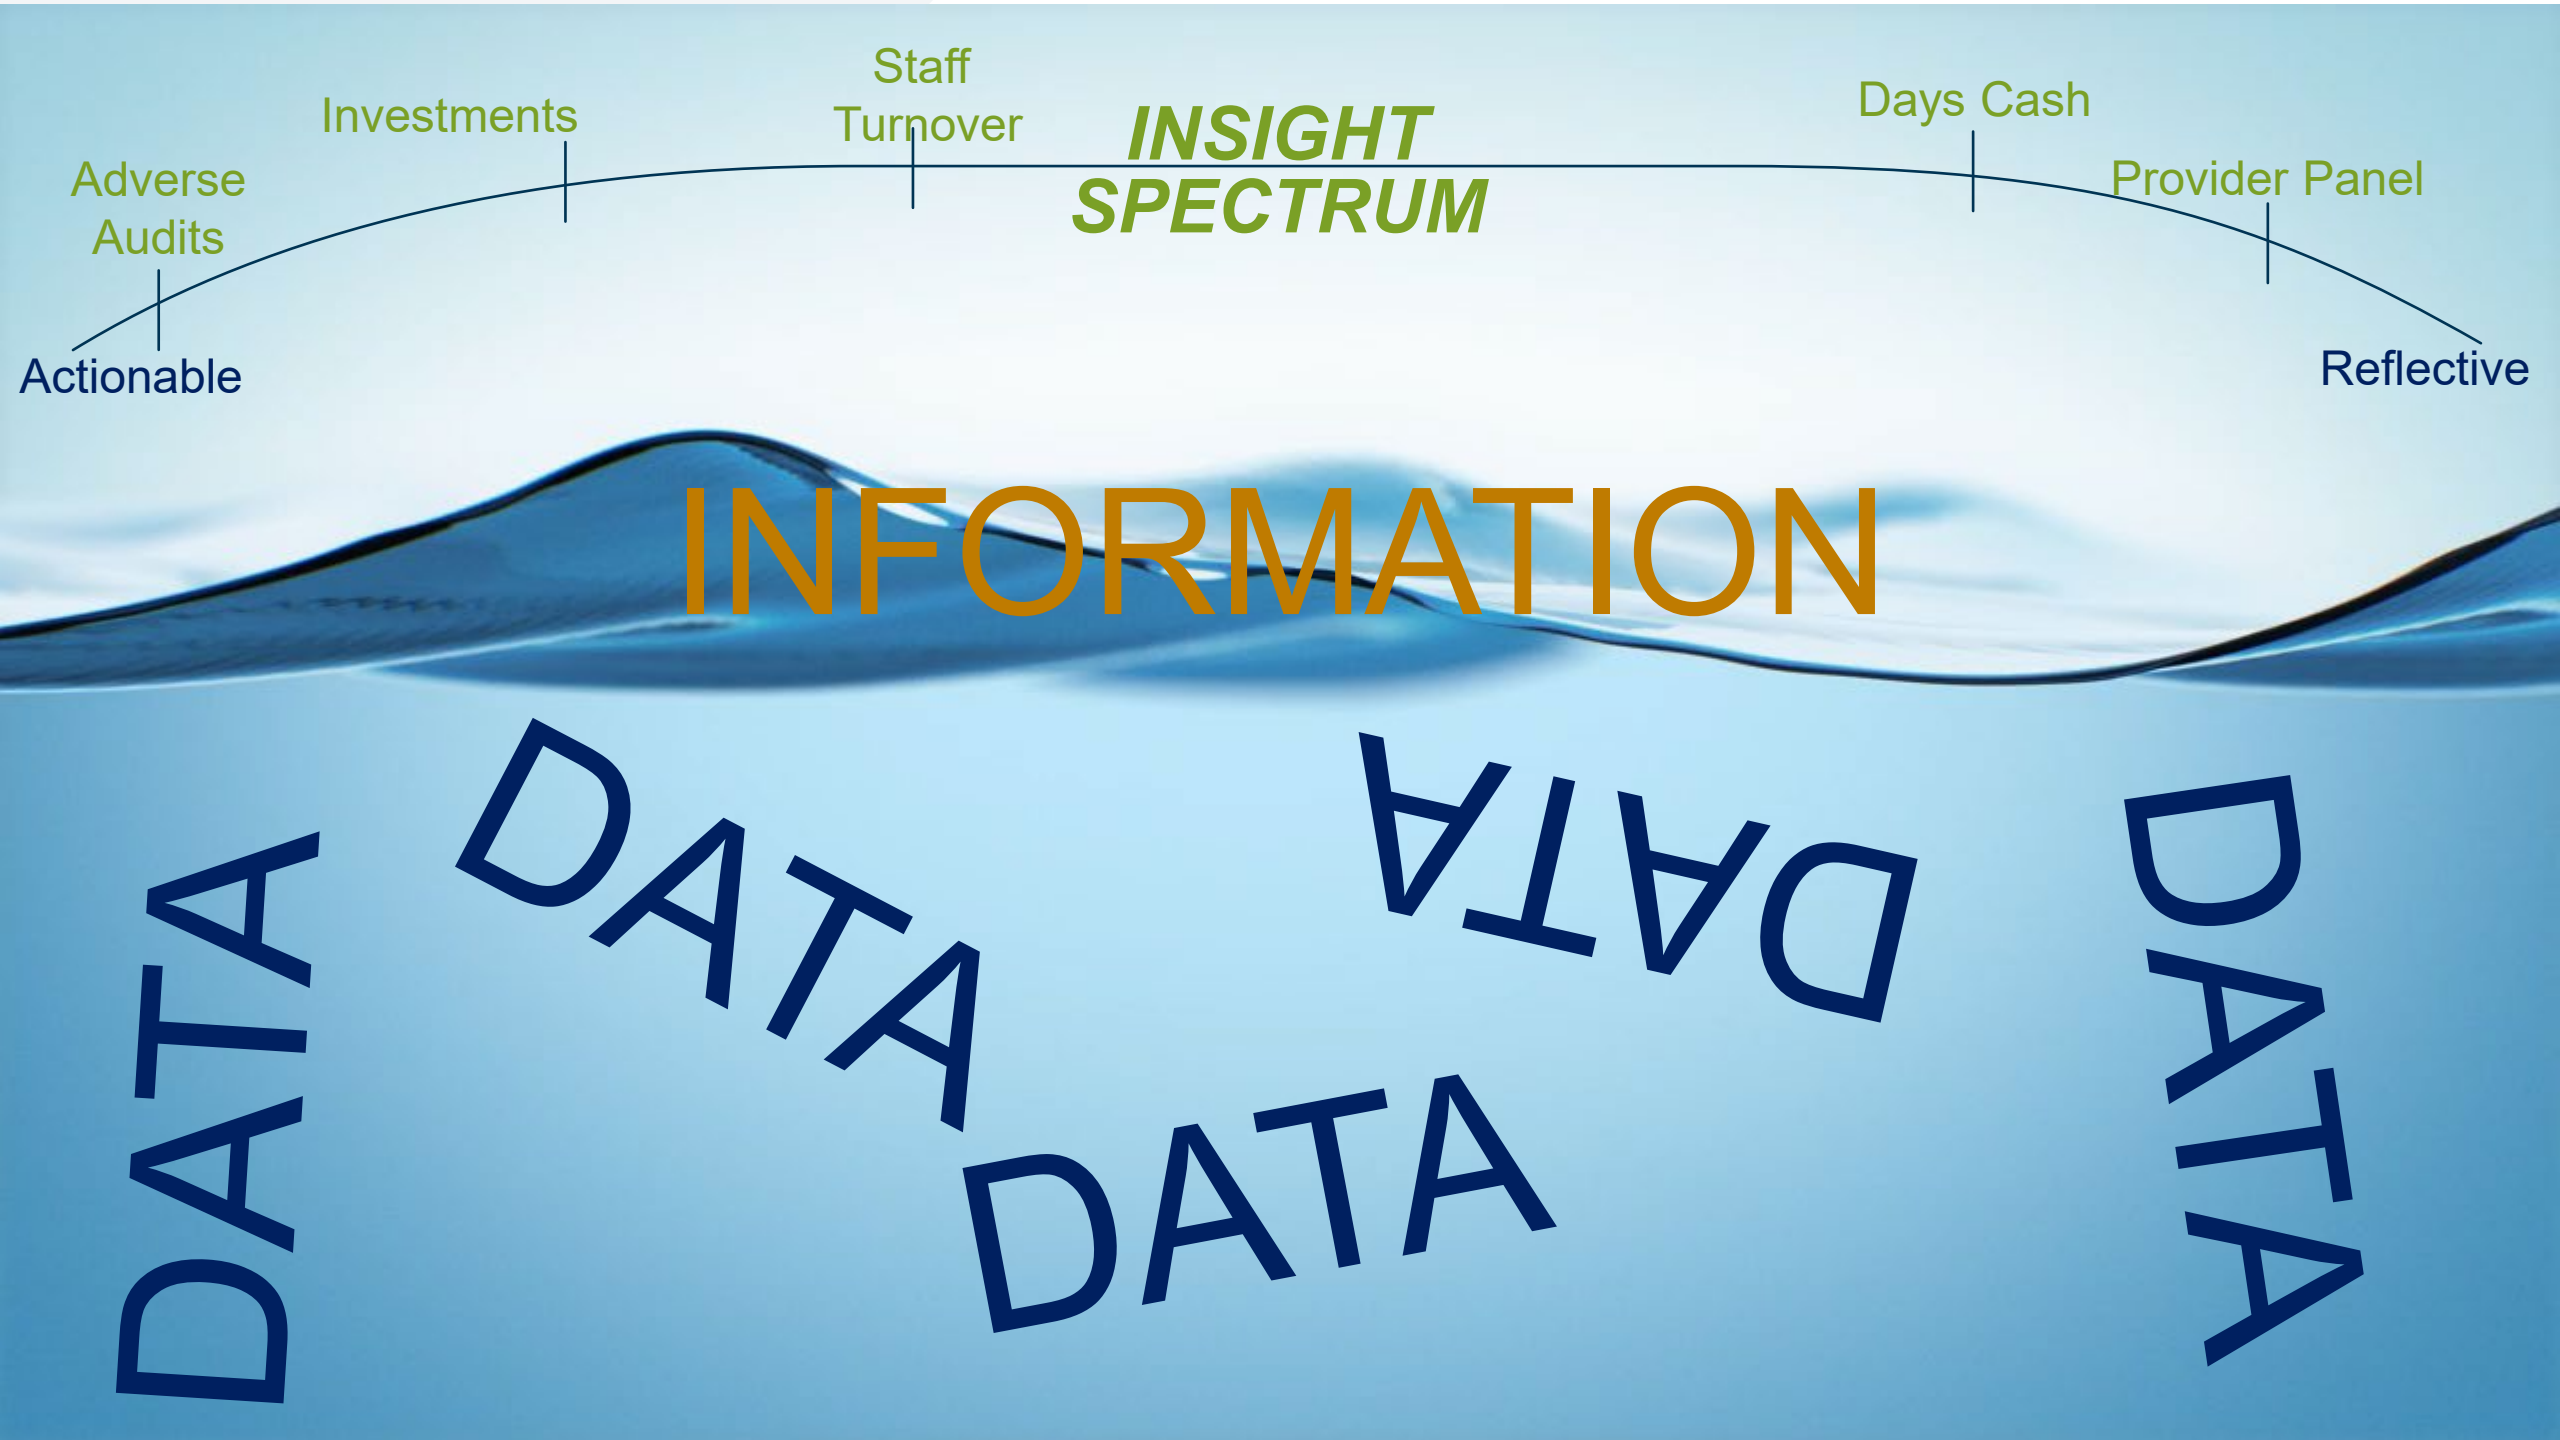 Staff
Turnover
Investments
Adverse
Audits
Actionable
INSIGHT
SPECTRUM
Days Cash
Provider Panel
Reflective
INFORMATION
DATA
DATA
DATA
DATA
DATA